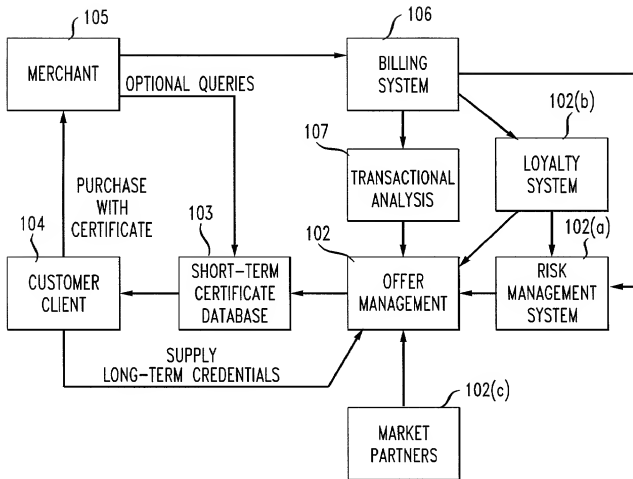 105
106
MERCHANT
BILLING
SYSTEM
OPTIONAL QUERIES
102(b)
107
LOYALTY
SYSTEM
TRANSACTIONAL
ANALYSIS
PURCHASE
WITH
CERTIFICATE
104
103
102
102(a)
CUSTOMER
CLIENT
SHORT-TERM
CERTIFICATE
DATABASE
OFFER
MANAGEMENT
RISK
MANAGEMENT
SYSTEM
SUPPLY
LONG-TERM CREDENTIALS
102(c)
MARKET
PARTNERS